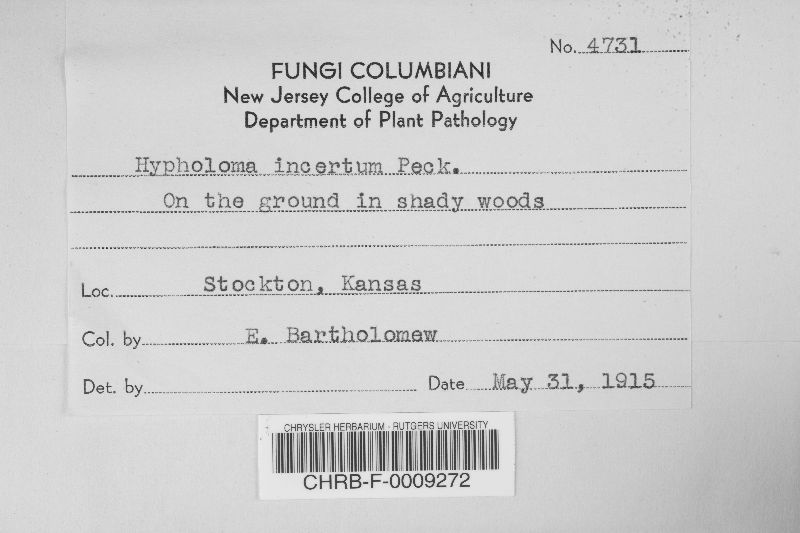 No. 4731
FUNGI COLUMBIANI
New Jersey College of Agriculture
Department of Plant Pathology
Hypholoma incertum Peck.
On the ground in shady woods
Loc. Stockton, Kansas
Col. by E. Bartholomew
Det. by Date May 31, 1915
CHRYSLER HERBARIUM - RUTGERS UNIVERSITY
CHRB-F-0009272